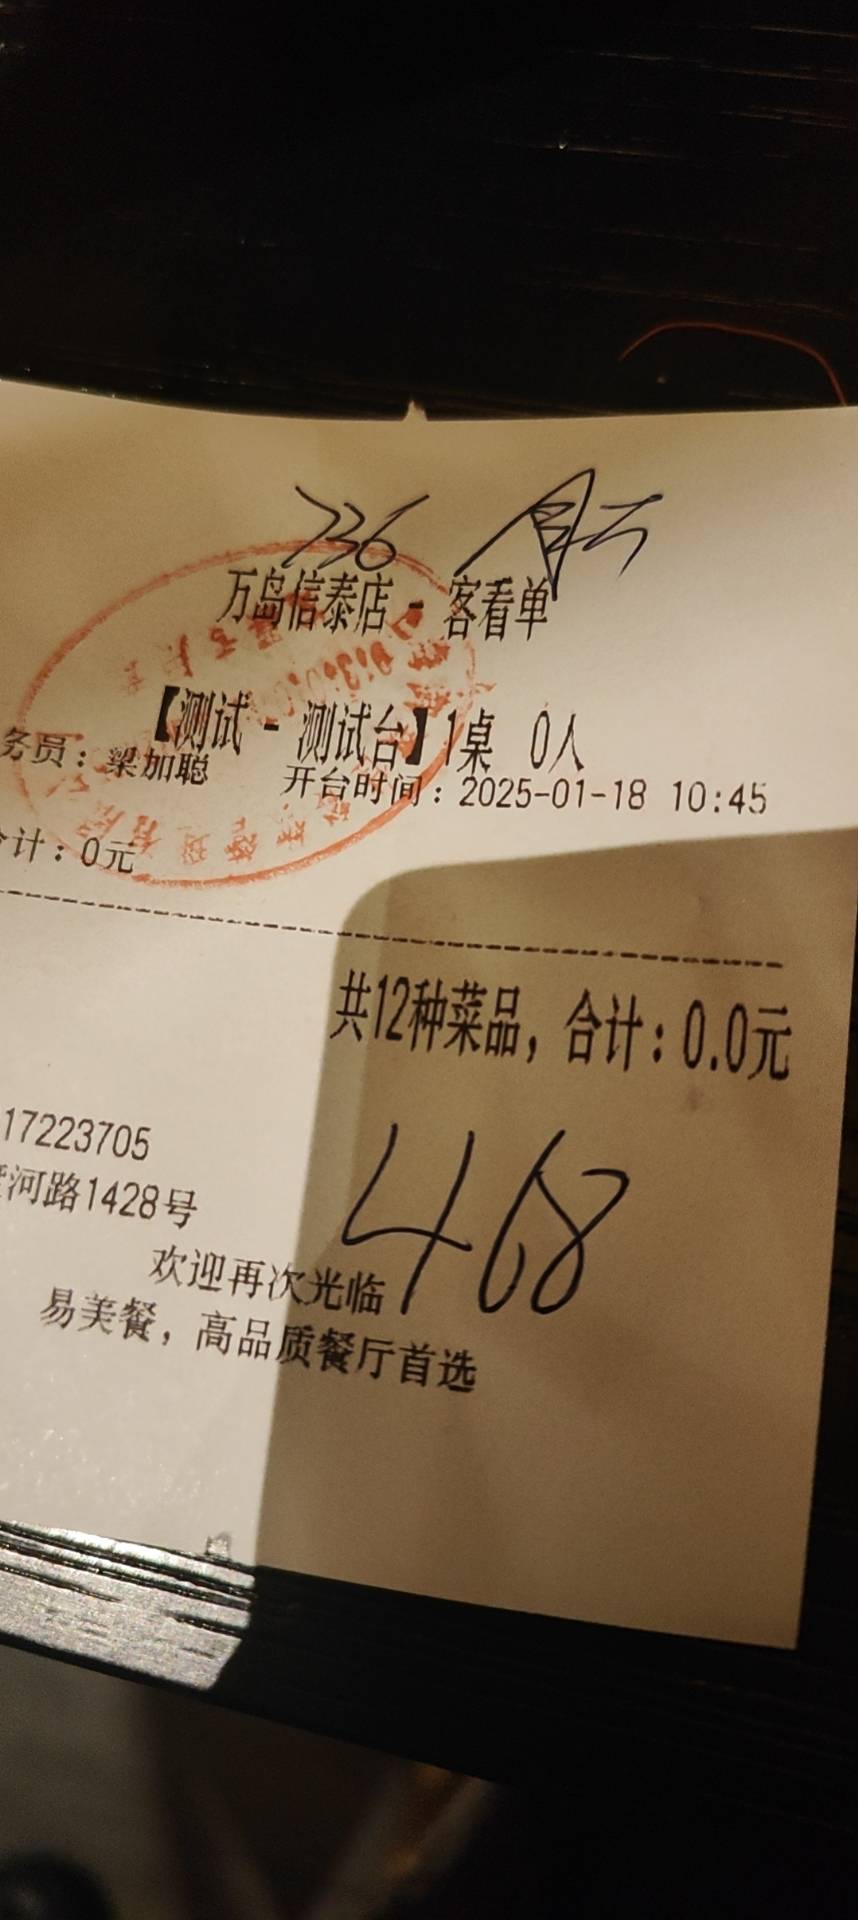 736
万岛信泰店 - 客看单
【测试 - 测试台】1桌 0人
务员：梁加聪 开台时间：2025-01-18 10:45
计：0元
共12种菜品，合计：0.0元
17223705
河路1428号
468
欢迎再次光临
易美餐，高品质餐厅首选